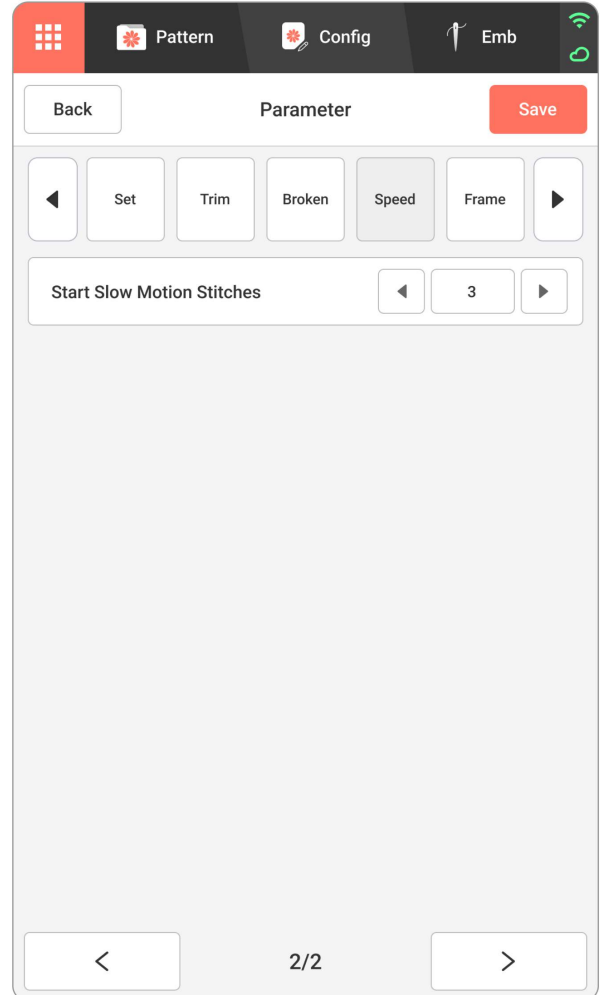 Pattern Config Emb
Back Parameter Save
Set Trim Broken Speed Frame
Start Slow Motion Stitches 3
2/2